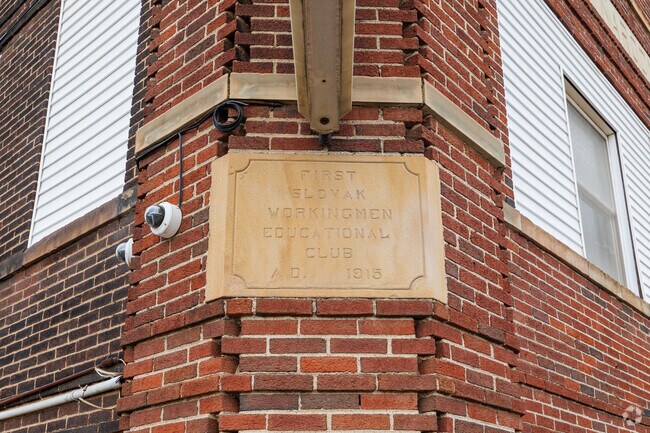 FIRST
SLOVAK
WORKINGMEN
EDUCATIONAL
CLUB
A.D. 1915